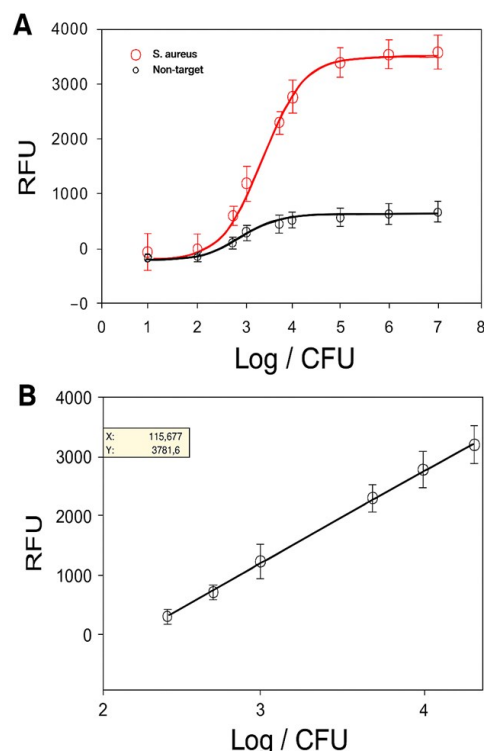 A
4000
S. aureus
Non-target
3000
2000
1000
0
−0
RFU
0 1 2 3 4 5 6 7 8
Log / CFU
B
4000
X: 115,677
Y: 3781,6
3000
2000
1000
0
RFU
2 3 4
Log / CFU